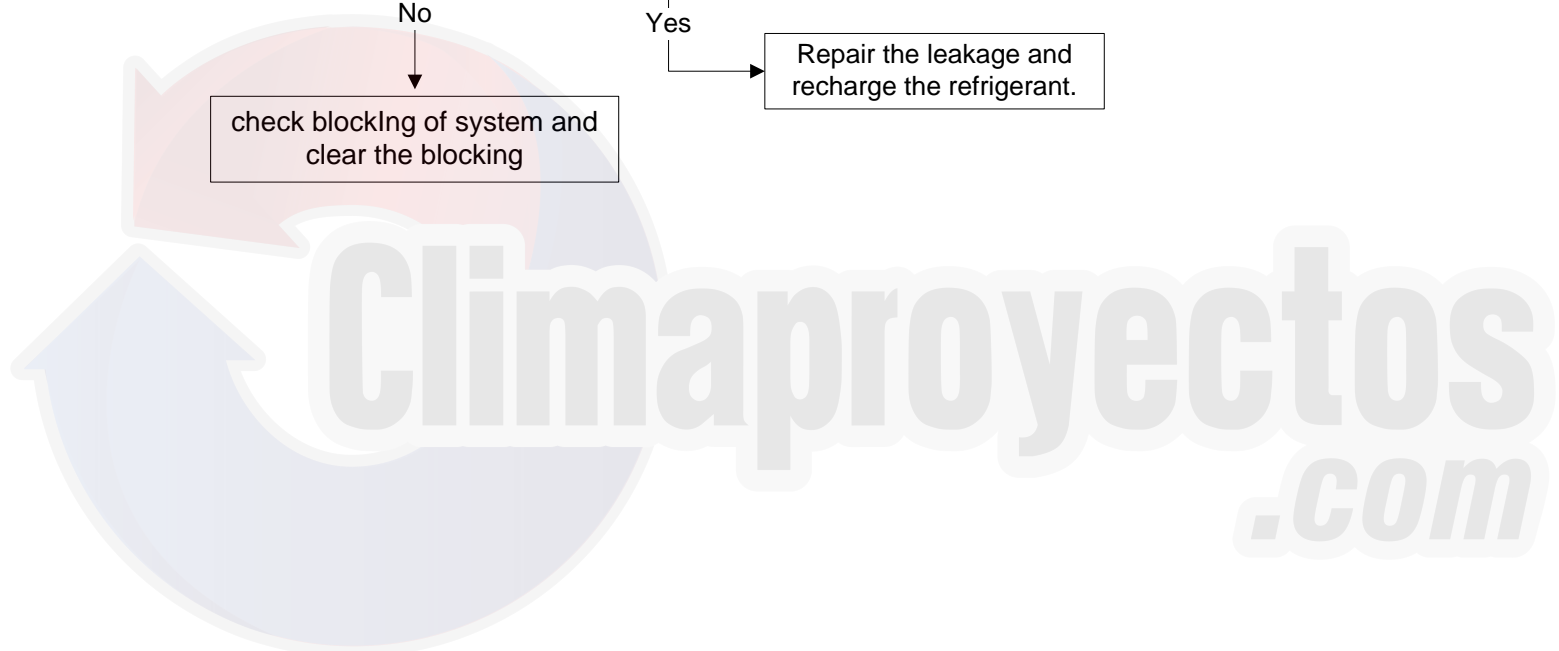 No
Yes
Repair the leakage and
recharge the refrigerant.
check blockIng of system and
clear the blocking
Climaproyectos
.com